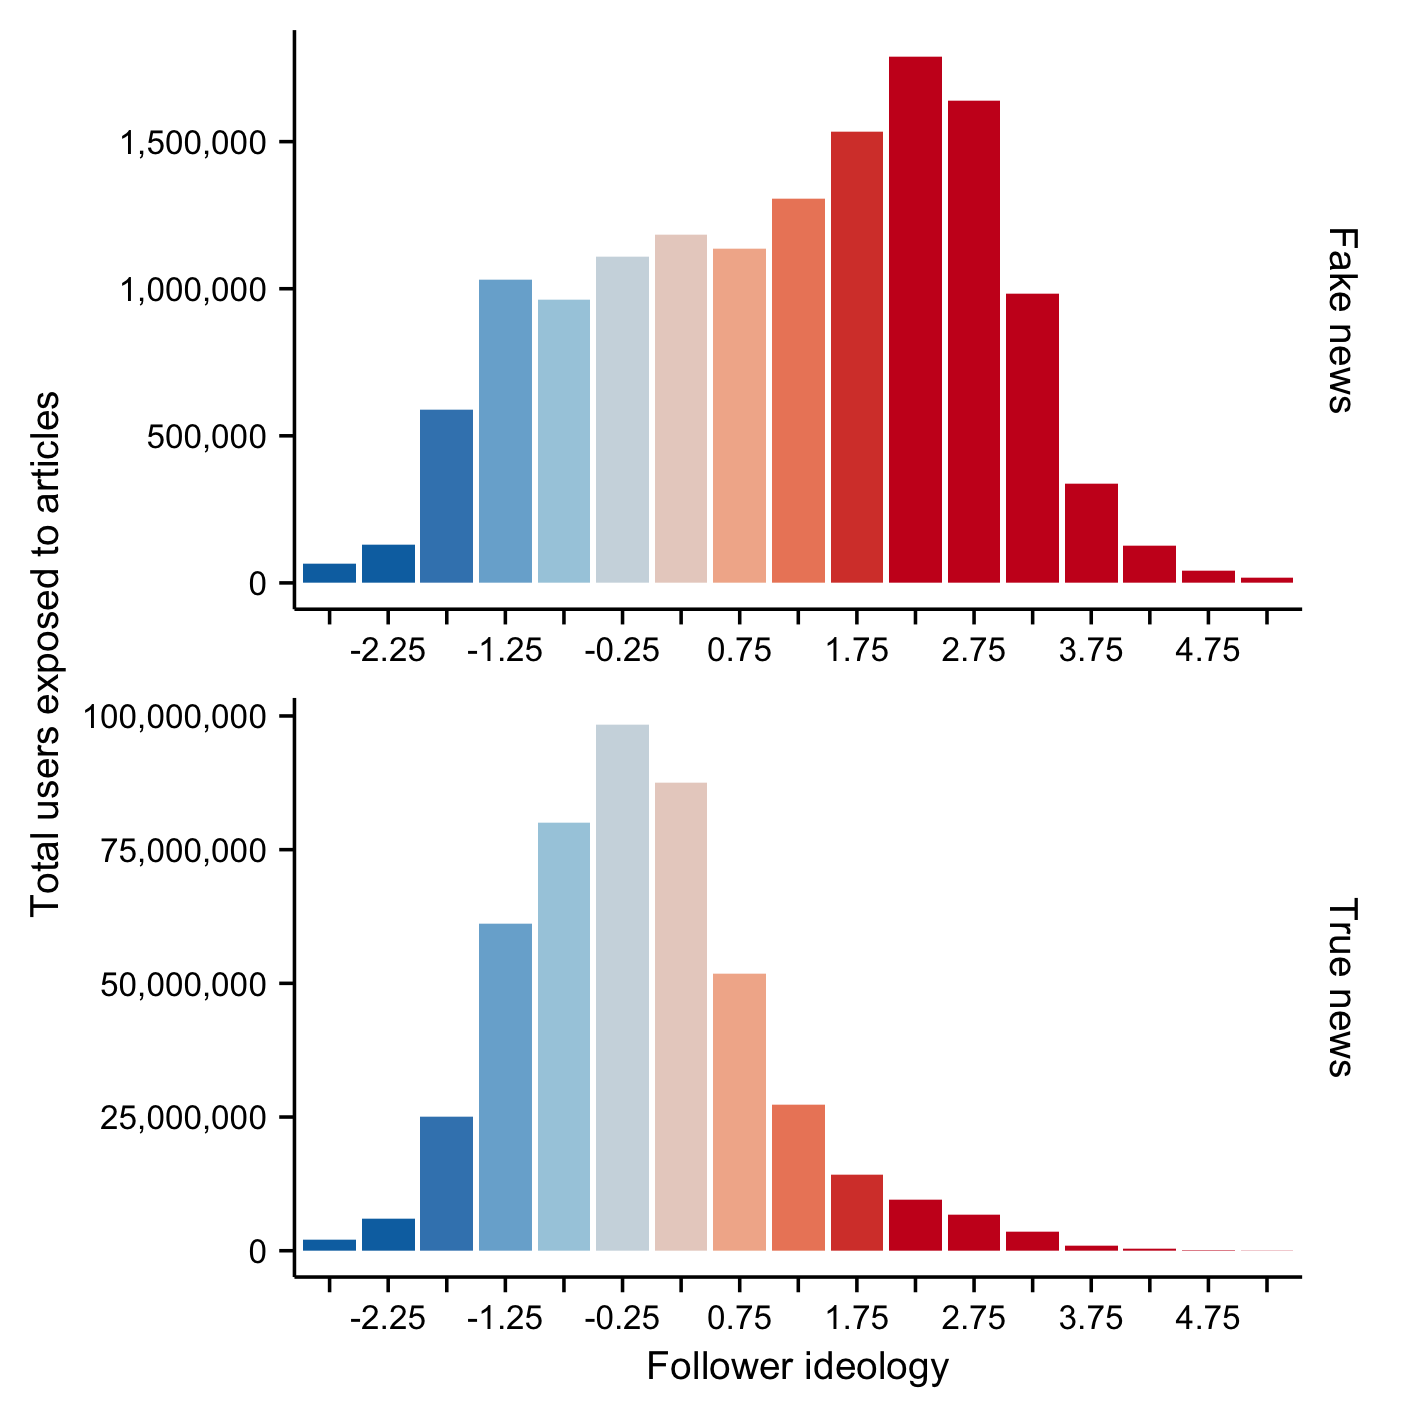 Total users exposed to articles
1,500,000
1,000,000
500,000
0
-2.25 -1.25 -0.25 0.75 1.75 2.75 3.75 4.75
Fake news
100,000,000
75,000,000
50,000,000
25,000,000
0
-2.25 -1.25 -0.25 0.75 1.75 2.75 3.75 4.75
True news
Follower ideology